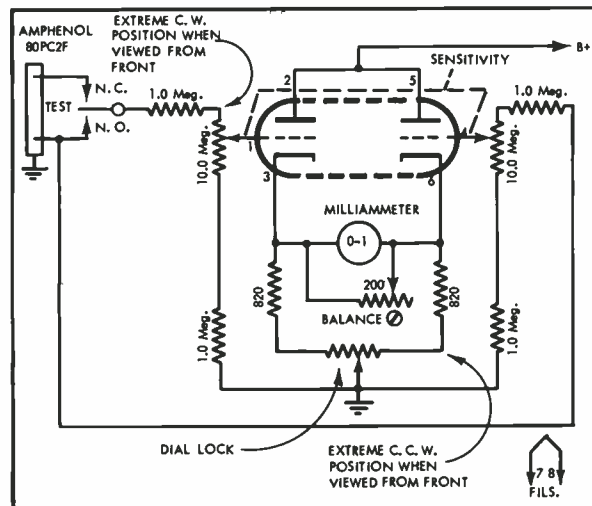 EXTREME C. W.
POSITION WHEN
VIEWED FROM
FRONT
AMPHENOL
80PC2F
N. C.
TEST
N. O.
1.0 Meg.
10.0 Meg.
1.0 Meg.
2
5
1
3
6
SENSITIVITY
B+
1.0 Meg.
10.0 Meg.
1.0 Meg.
MILLIAMMETER
0-1
820
200
820
BALANCE
DIAL LOCK
EXTREME C. C. W.
POSITION WHEN
VIEWED FROM FRONT
7 8
FILS.